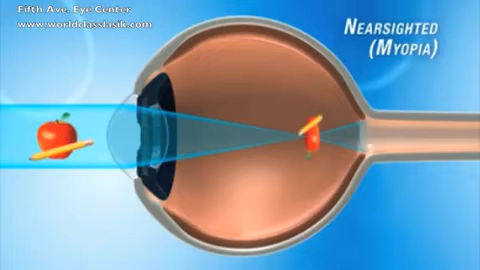 Fifth Ave. Eye Center
www.worldclasslasik.com
NEARSIGHTED
(MYOPIA)